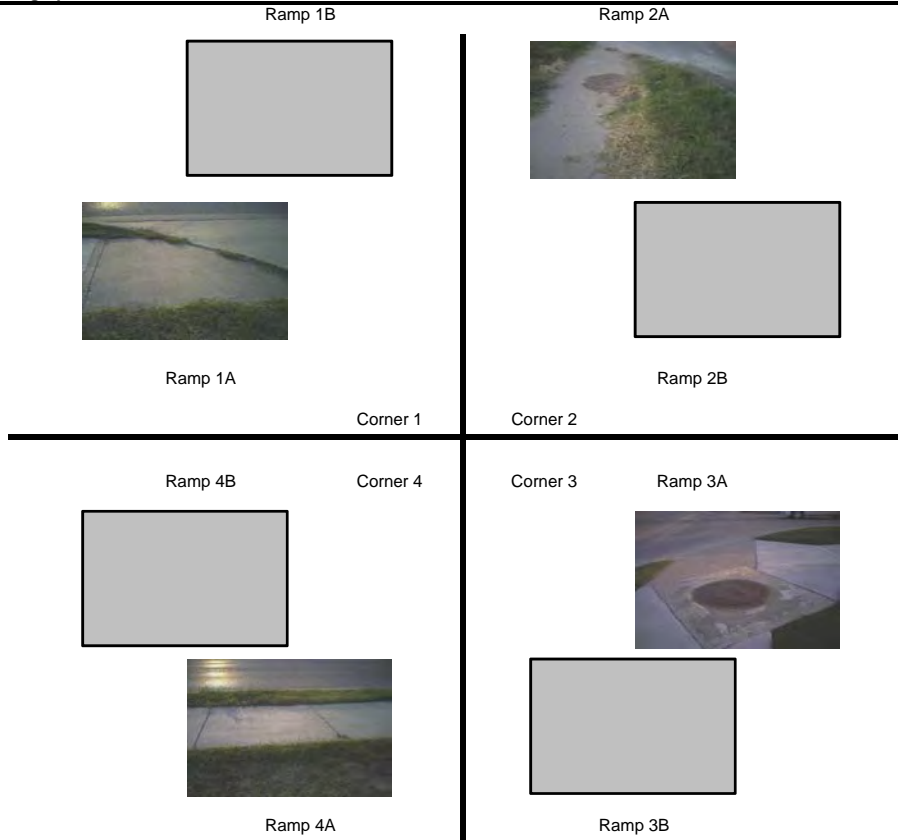 Ramp 1B Ramp 2A
Ramp 1A Ramp 2B
Corner 1 Corner 2
Ramp 4B Corner 4 Corner 3 Ramp 3A
Ramp 4A Ramp 3B